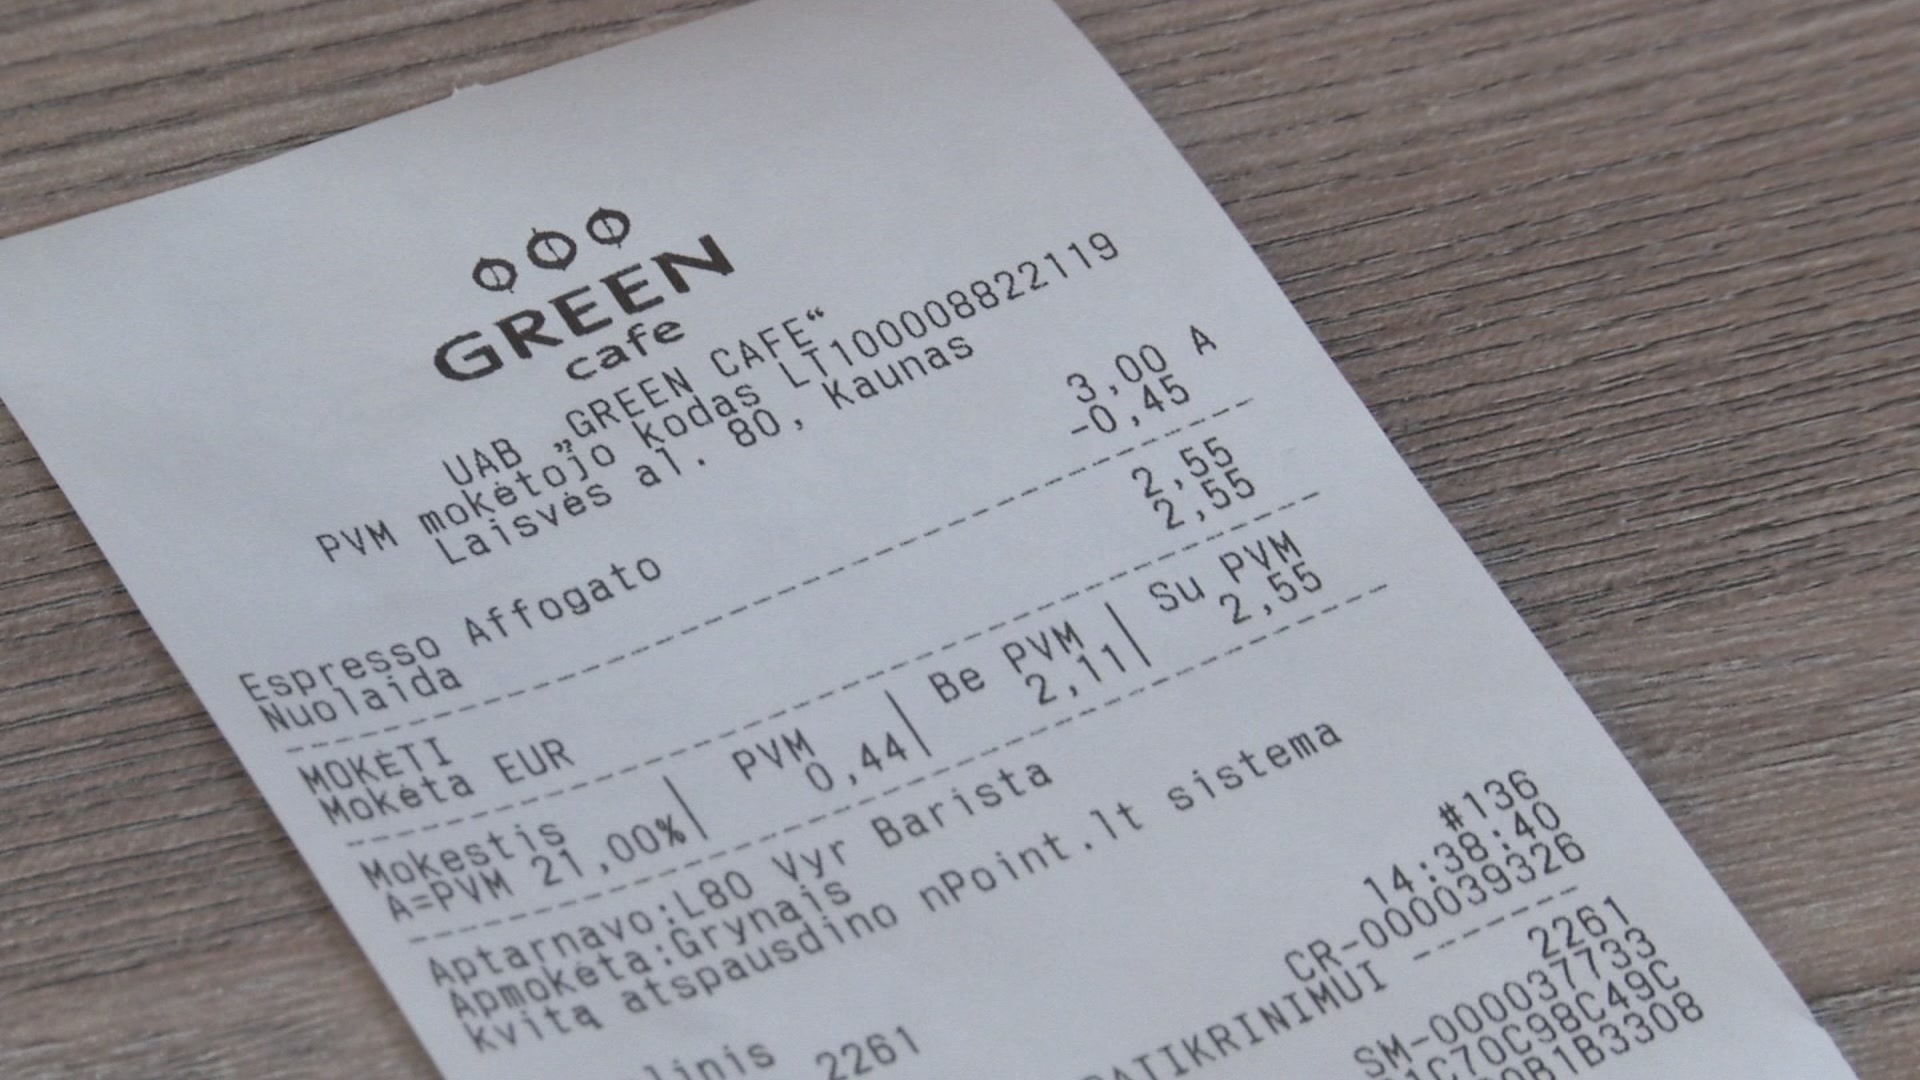 GREEN
cafe
UAB „GREEN CAFE“
PVM mokėtojo kodas LT100008822119
Laisvės al. 80, Kaunas
Espresso Affogato 3,00 A
Nuolaida -0,45
MOKĖTI 2,55
Mokėta EUR 2,55
Mokestis | PVM | Be PVM | Su PVM
A=PVM 21,00% | 0,44 | 2,11 | 2,55
Aptarnavo:L80 Vyr Barista
Apmokėta:Grynais
kvitą atspausdino nPoint.lt sistema
#136
14:38:40
CR-000039326
2261
2261
SM-000037733